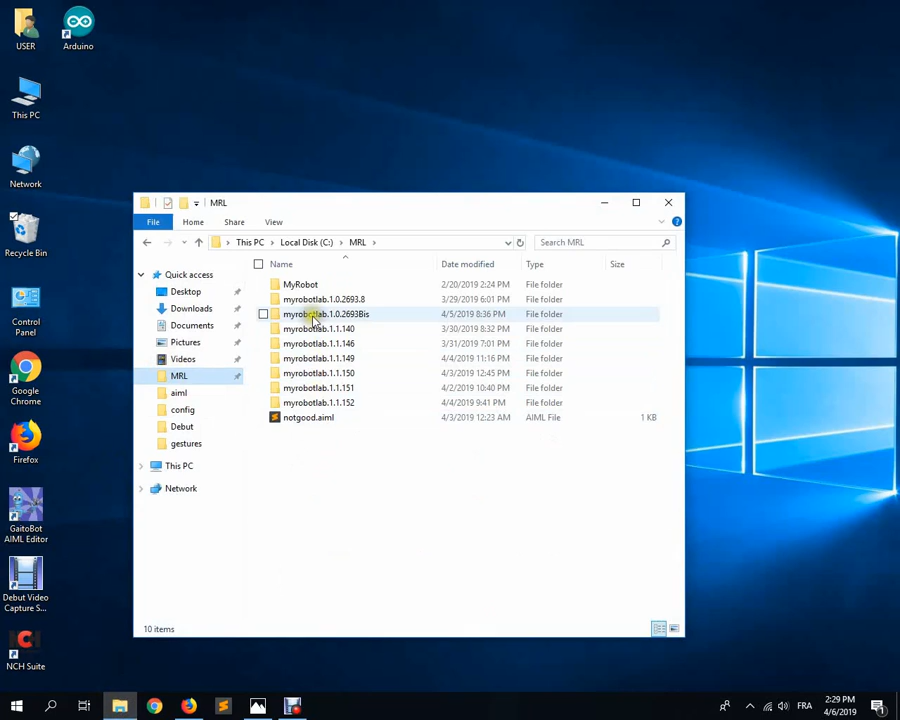 USER
Arduino
This PC
Network
Recycle Bin
Control
Panel
Google
Chrome
Firefox
GaitoBot
AIML Editor
Debut Video
Capture S...
NCH Suite
MRL
File
Home
Share
View
This PC > Local Disk (C:) > MRL >
Search MRL
Quick access
Desktop
Downloads
Documents
Pictures
Videos
MRL
aiml
config
Debut
gestures
This PC
Network
Name Date modified Type Size
MyRobot 2/20/2019 2:24 PM File folder
myrobotlab.1.0.2693.8 3/29/2019 6:01 PM File folder
myrobotlab.1.0.2693Bis 4/5/2019 8:36 PM File folder
myrobotlab.1.1.140 3/30/2019 8:32 PM File folder
myrobotlab.1.1.146 3/31/2019 7:01 PM File folder
myrobotlab.1.1.149 4/4/2019 11:16 PM File folder
myrobotlab.1.1.150 4/3/2019 12:45 PM File folder
myrobotlab.1.1.151 4/2/2019 10:40 PM File folder
myrobotlab.1.1.152 4/4/2019 9:41 PM File folder
notgood.aiml 4/3/2019 12:23 AM AIML File 1 KB
10 items
FRA
2:29 PM
4/6/2019
1